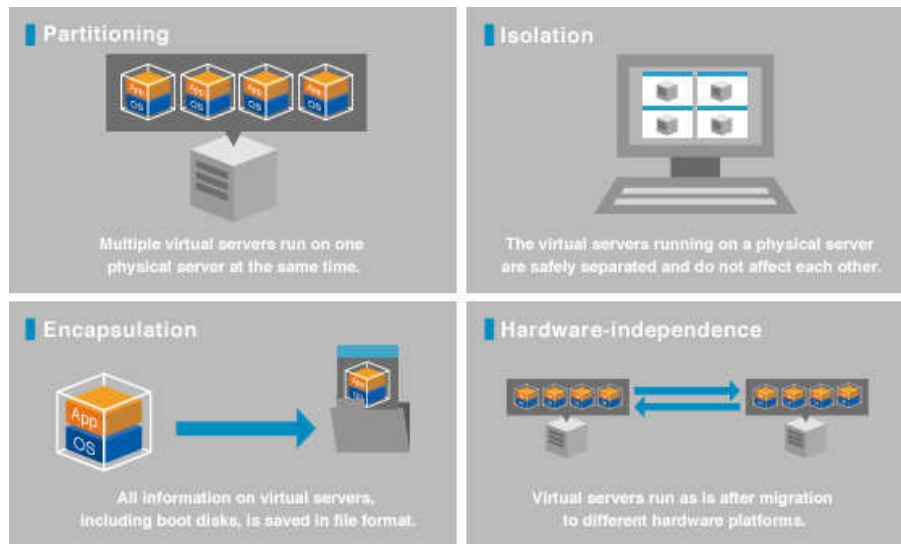 Partitioning
App
OS
App
OS
App
OS
App
OS
Multiple virtual servers run on one
physical server at the same time.
Isolation
The virtual servers running on a physical server
are safely separated and do not affect each other.
Encapsulation
App
OS
App
All information on virtual servers,
including boot disks, is saved in file format.
Hardware-independence
Virtual servers run as is after migration
to different hardware platforms.